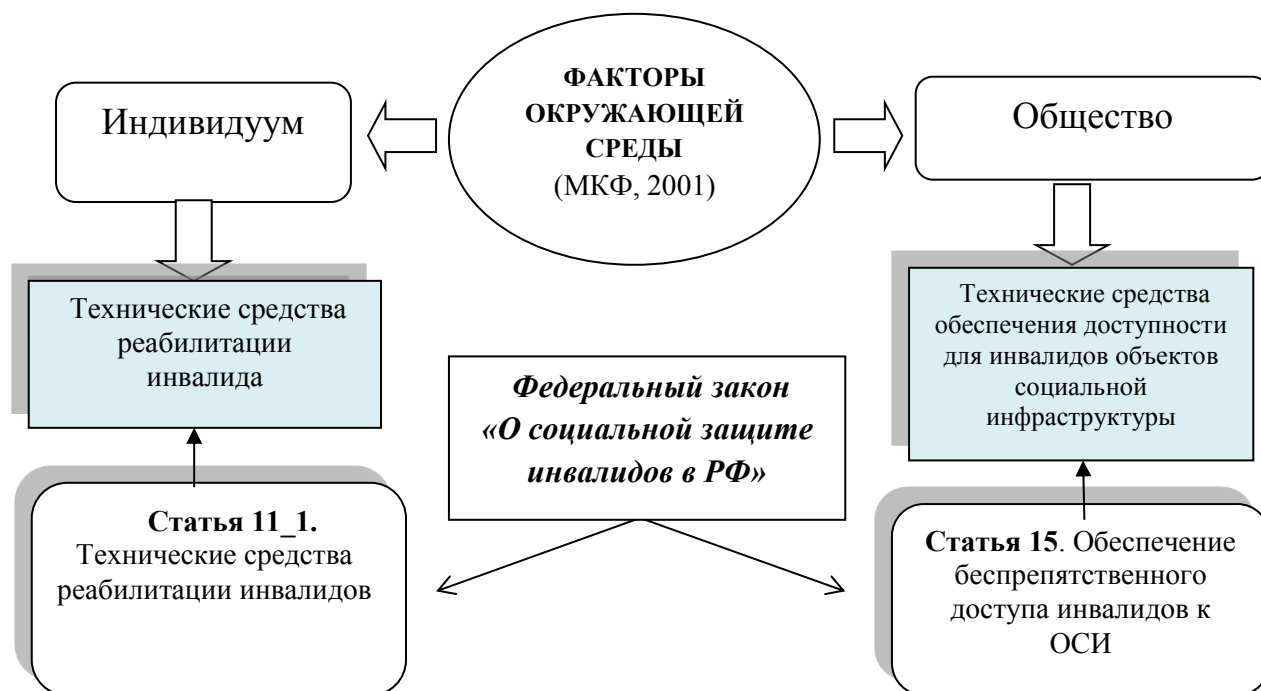 ФАКТОРЫ
ОКРУЖАЮЩЕЙ
СРЕДЫ
(МКФ, 2001)
Индивидуум
Общество
Технические средства
реабилитации
инвалида
Технические средства
обеспечения доступности
для инвалидов объектов
социальной
инфраструктуры
Федеральный закон
«О социальной защите
инвалидов в РФ»
Статья 11_1.
Технические средства
реабилитации инвалидов
Статья 15. Обеспечение
беспрепятственного
доступа инвалидов к
ОСИ